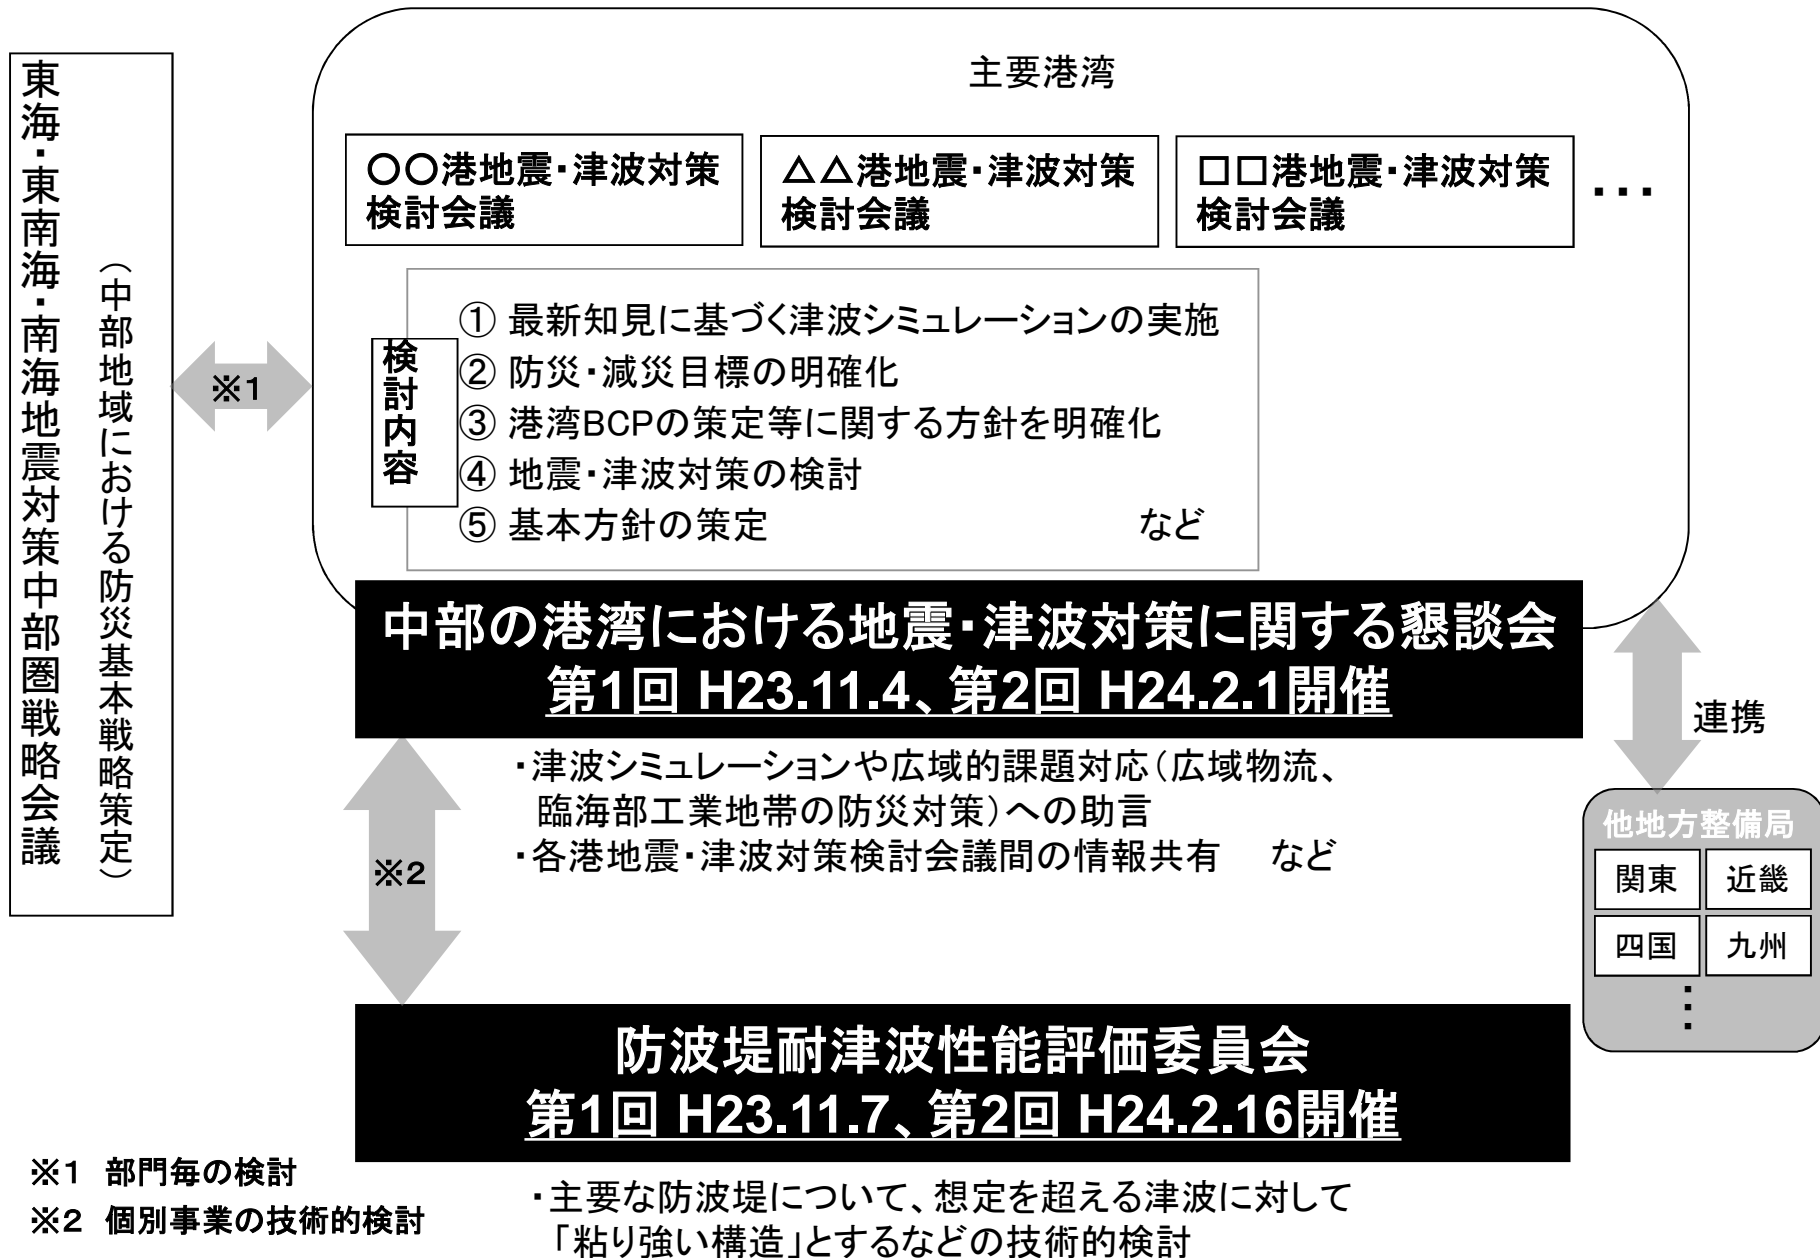 東海・東南海・南海地震対策中部圏戦略会議
（中部地域における防災基本戦略策定）
主要港湾
○○港地震・津波対策
検討会議
△△港地震・津波対策
検討会議
□□港地震・津波対策
検討会議
・・・
※1
検討内容
① 最新知見に基づく津波シミュレーションの実施
② 防災・減災目標の明確化
③ 港湾BCPの策定等に関する方針を明確化
④ 地震・津波対策の検討
⑤ 基本方針の策定 など
中部の港湾における地震・津波対策に関する懇談会
第1回 H23.11.4、第2回 H24.2.1開催
連携
・津波シミュレーションや広域的課題対応（広域物流、
臨海部工業地帯の防災対策）への助言
・各港地震・津波対策検討会議間の情報共有 など
※2
他地方整備局
関東 近畿
四国 九州
⋮
防波堤耐津波性能評価委員会
第1回 H23.11.7、第2回 H24.2.16開催
・主要な防波堤について、想定を超える津波に対して
「粘り強い構造」とするなどの技術的検討
※1 部門毎の検討
※2 個別事業の技術的検討